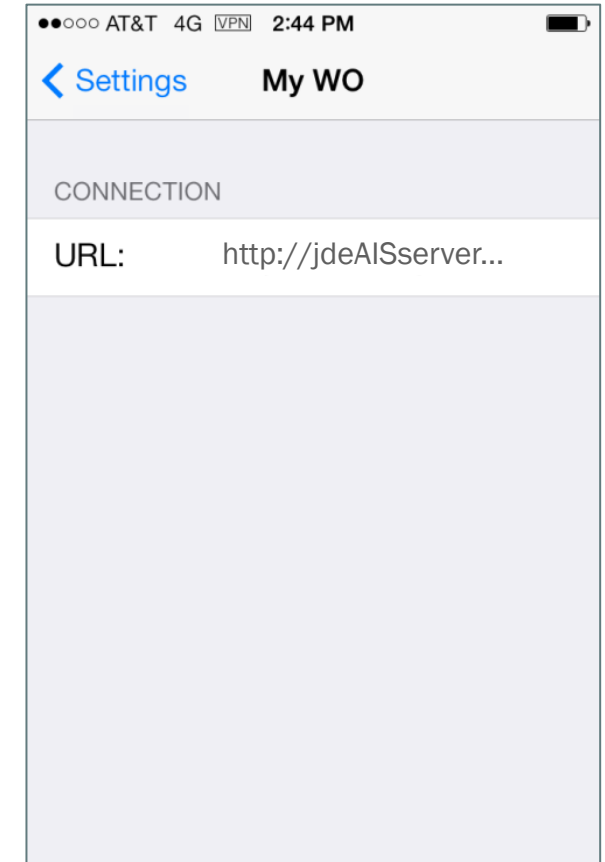 AT&T 4G VPN 2:44 PM
Settings My WO
CONNECTION
URL: http://jdeAISserver...